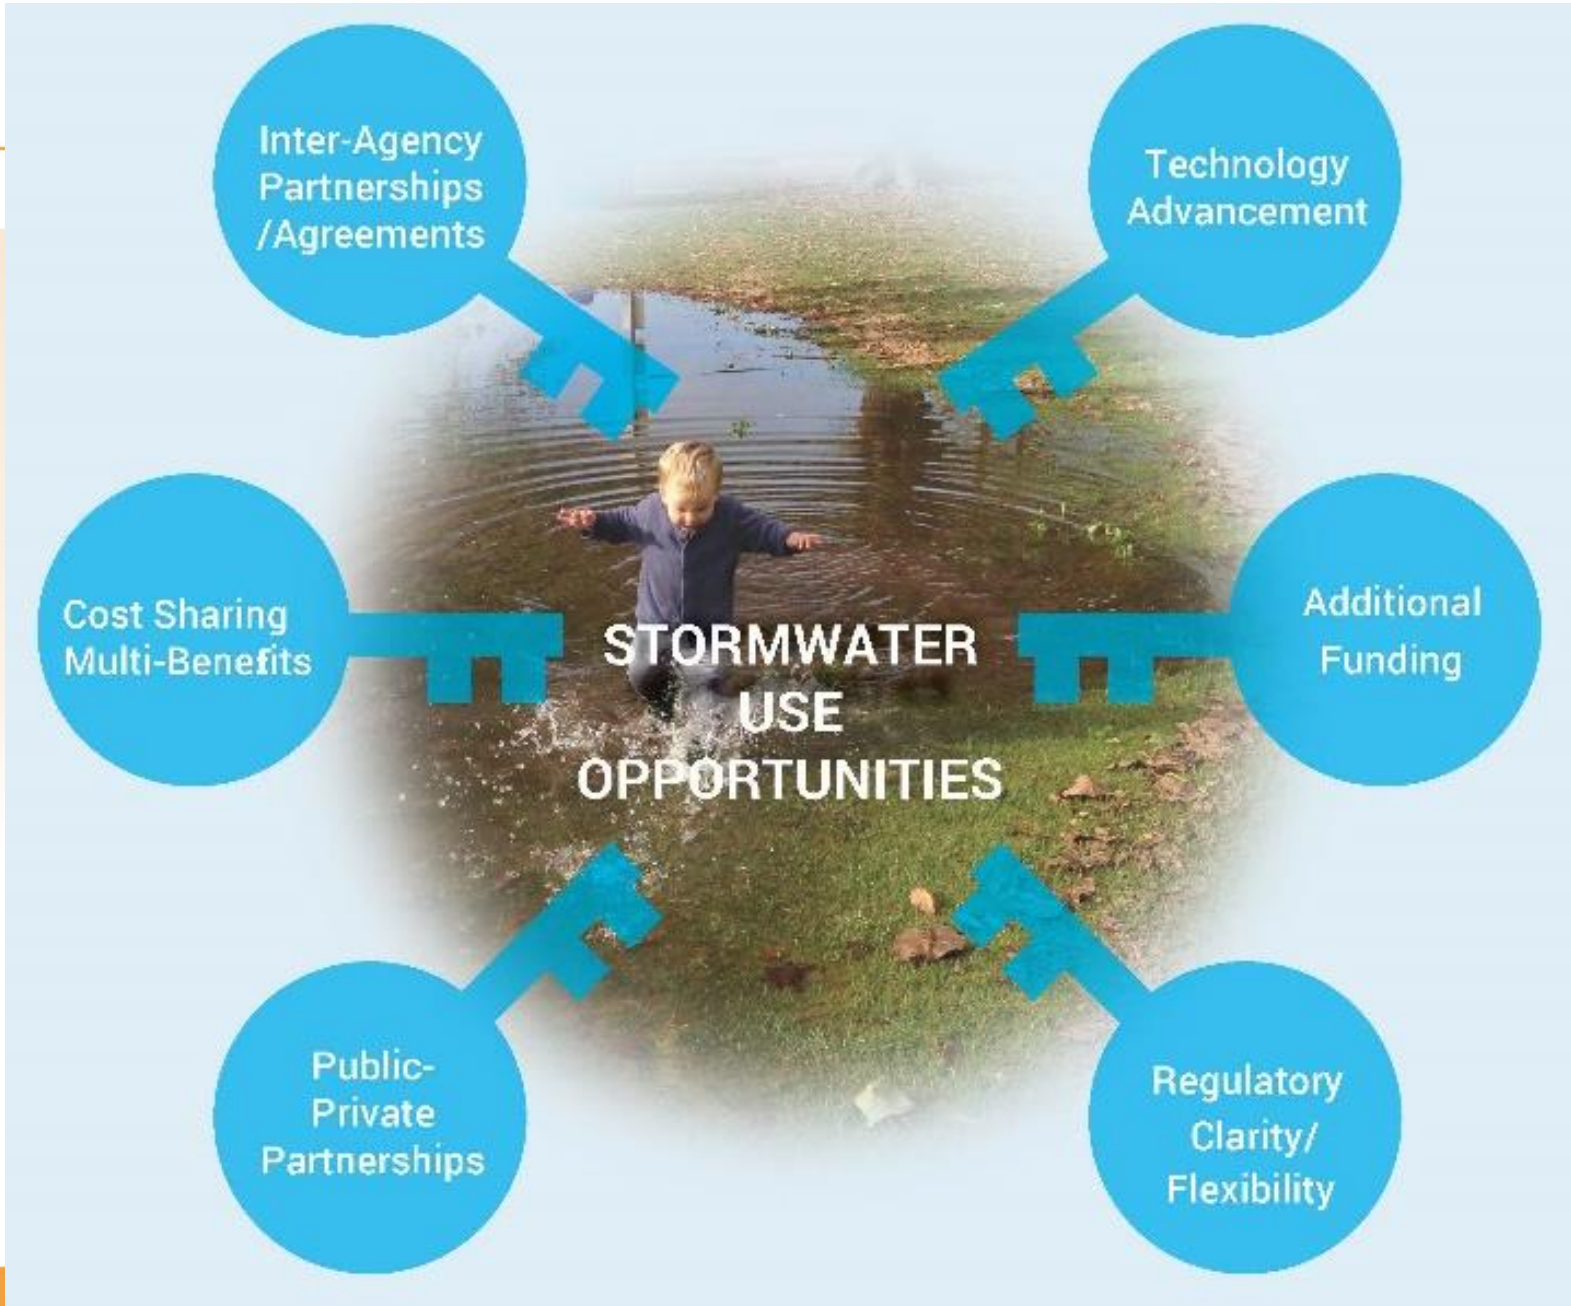 Inter-Agency
Partnerships
/Agreements
Technology
Advancement
Cost Sharing
Multi-Benefits
Additional
Funding
STORMWATER
USE
OPPORTUNITIES
Public-
Private
Partnerships
Regulatory
Clarity/
Flexibility